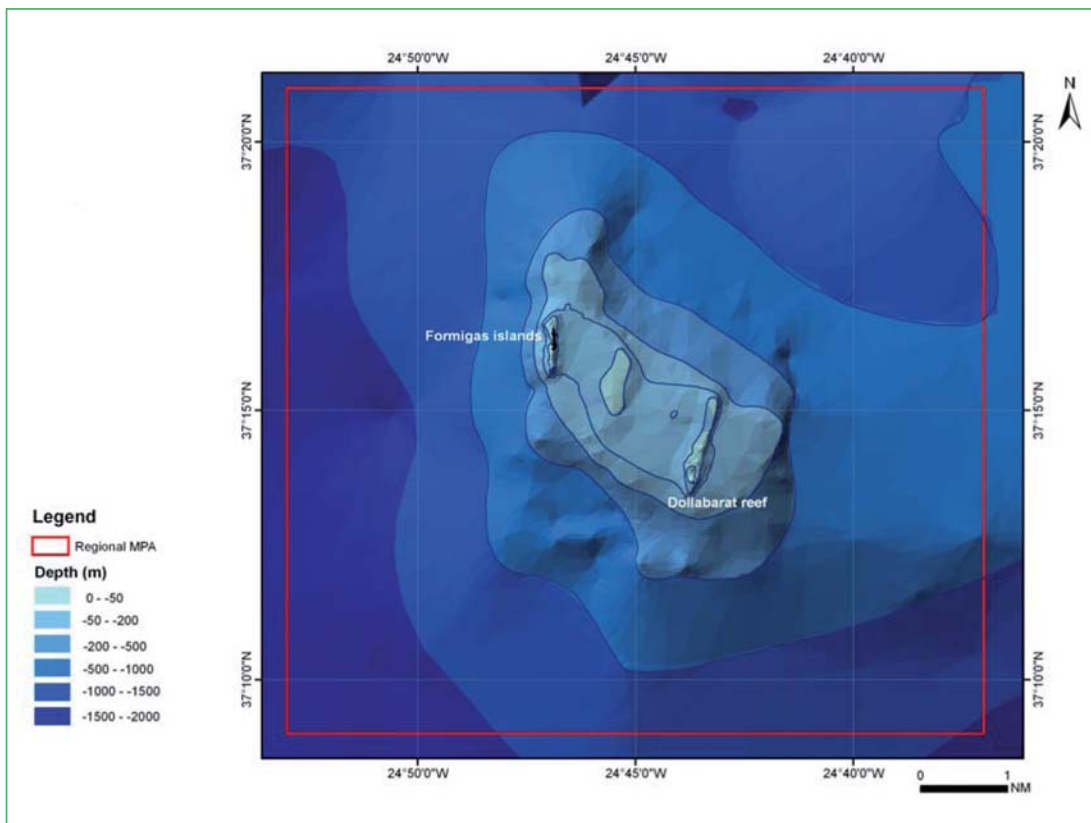 24°50'0"W 24°45'0"W 24°40'0"W
N
37°20'0"N 37°20'0"N
Formigas islands
37°15'0"N 37°15'0"N
Dollabarat reef
Legend
Regional MPA
Depth (m)
0 - -50
-50 - -200
-200 - -500
-500 - -1000
-1000 - -1500
-1500 - -2000
37°10'0"N 37°10'0"N
24°50'0"W 24°45'0"W 24°40'0"W
0 1
NM